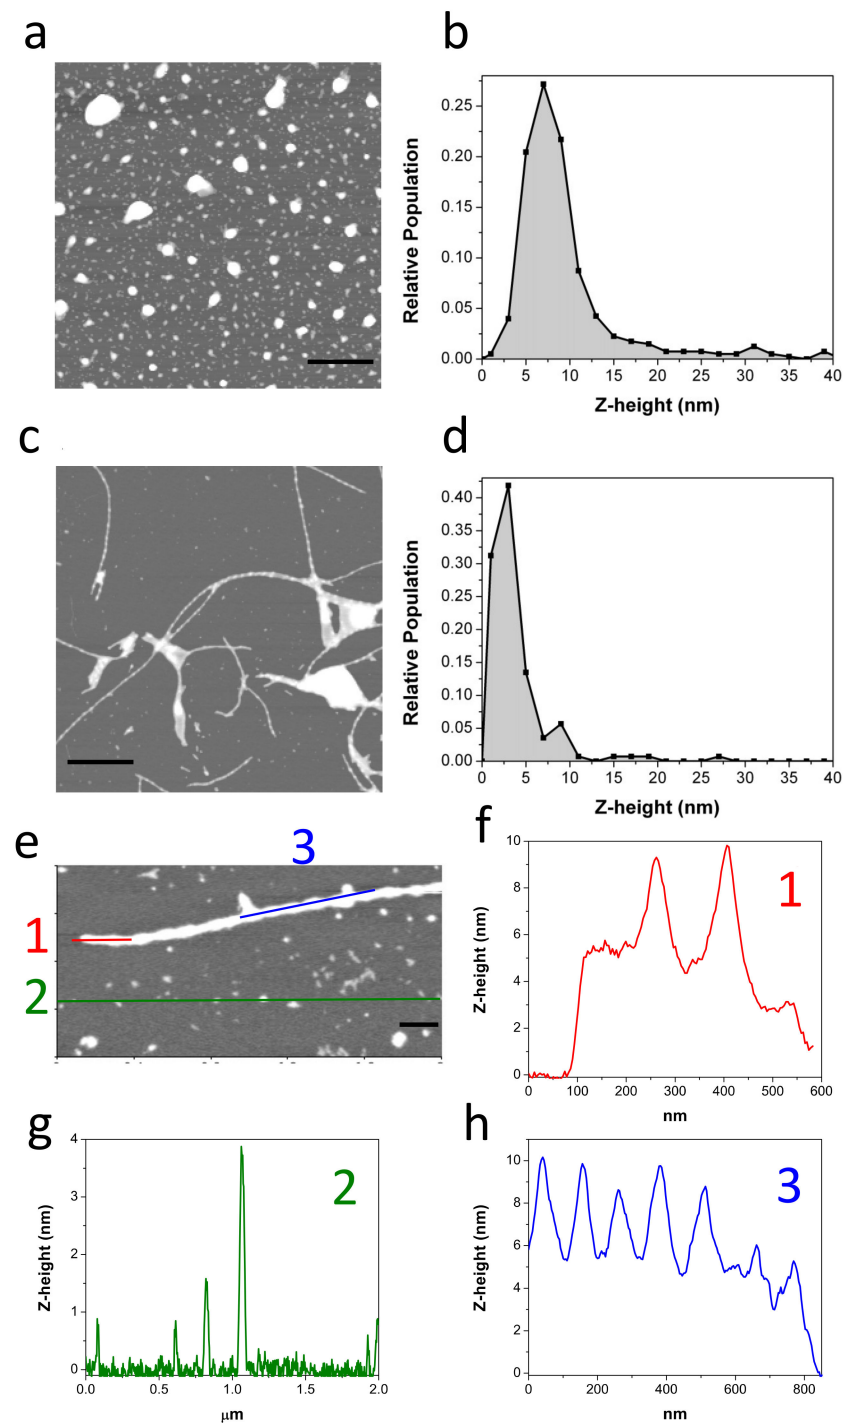 a
b
0.25
0.20
0.15
0.10
0.05
0.00
Relative Population
0 5 10 15 20 25 30 35 40
Z-height (nm)
c
d
0.40
0.35
0.30
0.25
0.20
0.15
0.10
0.05
0.00
Relative Population
0 5 10 15 20 25 30 35 40
Z-height (nm)
e
3
1
2
f
10
8
6
4
2
0
Z-height (nm)
1
0 100 200 300 400 500 600
nm
g
4
3
2
1
0
Z-height (nm)
2
0.0 0.5 1.0 1.5 2.0
μm
h
10
8
6
4
2
0
Z-height (nm)
3
0 200 400 600 800
nm